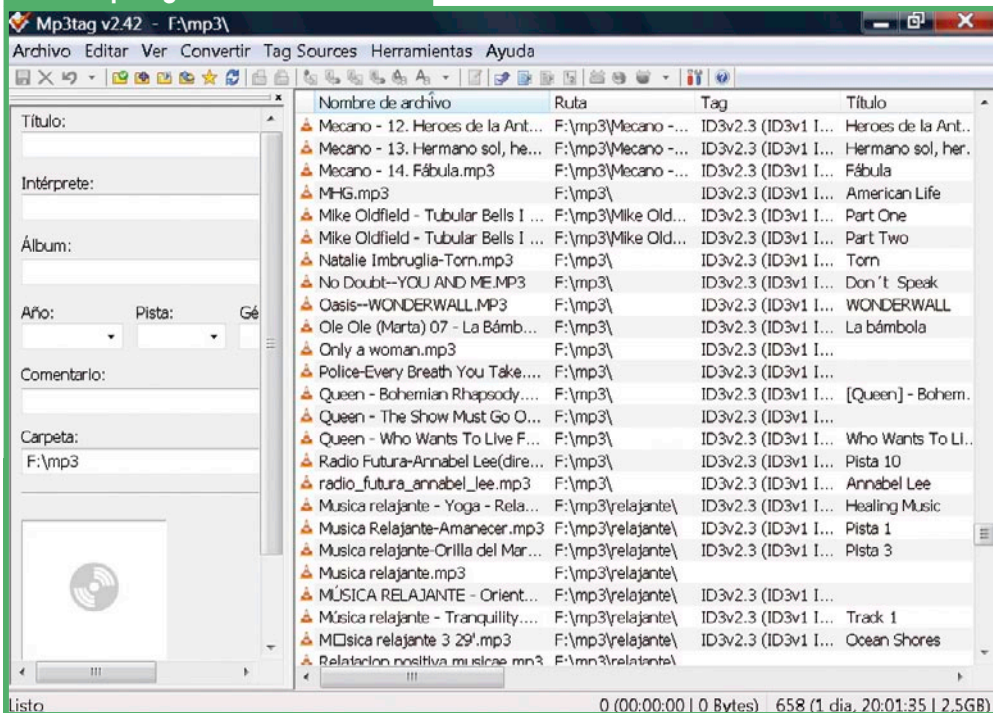 Mp3tag v2.42 - F:\mp3\
Archivo Editar Ver Convertir Tag Sources Herramientas Ayuda
Título:
Intérprete:
Álbum:
Año: Pista: Gé
Comentario:
Carpeta:
F:\mp3
Nombre de archivo Ruta Tag Título
Mecano - 12. Heroes de la Ant... F:\mp3\Mecano -... ID3v2.3 (ID3v1 I... Heroes de la Ant..
Mecano - 13. Hermano sol, he... F:\mp3\Mecano -... ID3v2.3 (ID3v1 I... Hermano sol, her.
Mecano - 14. Fábula.mp3 F:\mp3\Mecano -... ID3v2.3 (ID3v1 I... Fábula
MHG.mp3 F:\mp3\ ID3v2.3 (ID3v1 I... American Life
Mike Oldfield - Tubular Bells I ... F:\mp3\Mike Old... ID3v2.3 (ID3v1 I... Part One
Mike Oldfield - Tubular Bells I ... F:\mp3\Mike Old... ID3v2.3 (ID3v1 I... Part Two
Natalie Imbruglia-Torn.mp3 F:\mp3\ ID3v2.3 (ID3v1 I... Torn
No Doubt--YOU AND ME.MP3 F:\mp3\ ID3v2.3 (ID3v1 I... Don´t Speak
Oasis--WONDERWALL.MP3 F:\mp3\ ID3v2.3 (ID3v1 I... WONDERWALL
Ole Ole (Marta) 07 - La Bámb... F:\mp3\ ID3v2.3 (ID3v1 I... La bámbola
Only a woman.mp3 F:\mp3\ ID3v2.3 (ID3v1 I...
Police-Every Breath You Take.... F:\mp3\ ID3v2.3 (ID3v1 I...
Queen - Bohemian Rhapsody.... F:\mp3\ ID3v2.3 (ID3v1 I... [Queen] - Bohem.
Queen - The Show Must Go O... F:\mp3\ ID3v2.3 (ID3v1 I...
Queen - Who Wants To LIve F... F:\mp3\ ID3v2.3 (ID3v1 I... Who Wants To Li..
Radio Futura-Annabel Lee(dire... F:\mp3\ ID3v2.3 (ID3v1 I... Pista 10
radio_futura_annabel_lee.mp3 F:\mp3\ ID3v2.3 (ID3v1 I... Annabel Lee
Musica relajante - Yoga - Rela... F:\mp3\relajante\ ID3v2.3 (ID3v1 I... Healing Music
Musica Relajante-Amanecer.mp3 F:\mp3\relajante\ ID3v2.3 (ID3v1 I... Pista 1
Musica relajante-Orilla del Mar... F:\mp3\relajante\ ID3v2.3 (ID3v1 I... PIsta 3
Musica relajante.mp3 F:\mp3\relajante\
MÚSICA RELAJANTE - Orient... F:\mp3\relajante\ ID3v2.3 (ID3v1 I...
Música relajante - Tranquility.... F:\mp3\relajante\ ID3v2.3 (ID3v1 I... Track 1
M□sica relajante 3 29'.mp3 F:\mp3\relajante\ ID3v2.3 (ID3v1 I... Ocean Shores
Relajacion positiva musicae mp3 F:\mp3\relajante\
Listo 0 (00:00:00 | 0 Bytes) 658 (1 dia, 20:01:35 | 2,5GB)